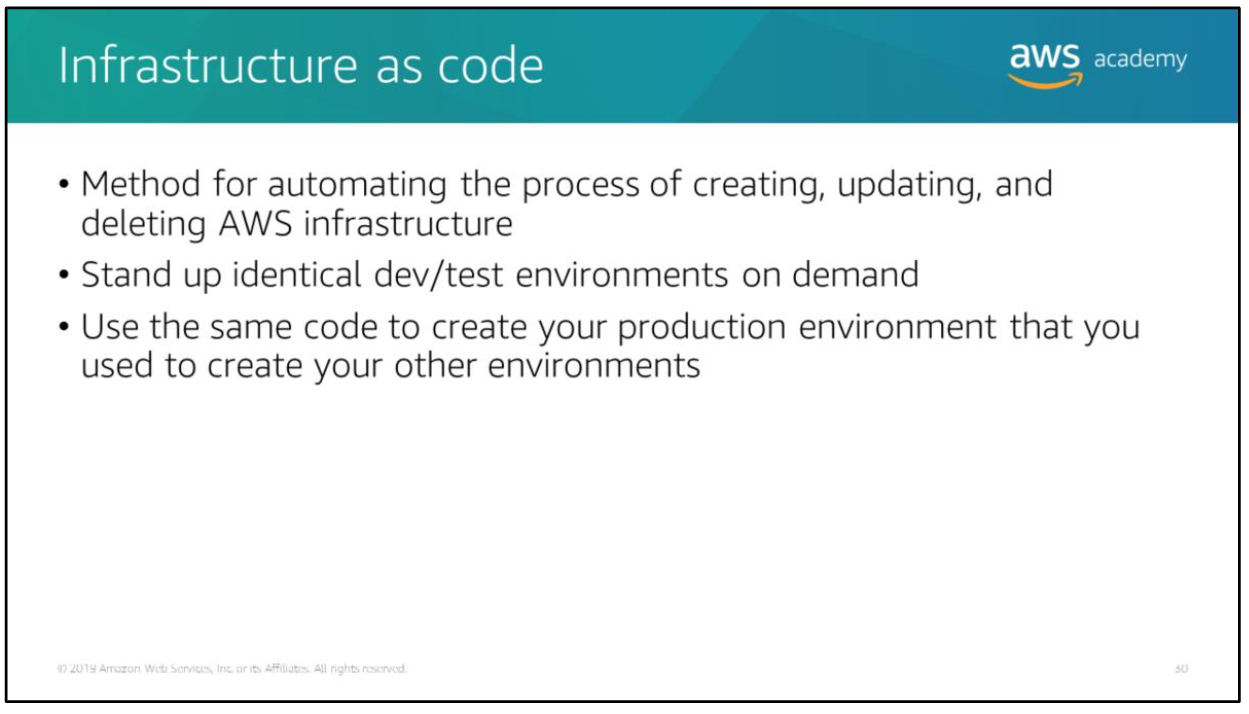 Infrastructure as code
aws academy
• Method for automating the process of creating, updating, and
deleting AWS infrastructure
• Stand up identical dev/test environments on demand
• Use the same code to create your production environment that you
used to create your other environments
© 2019 Amazon Web Services, Inc. or its Affiliates. All rights reserved.
30